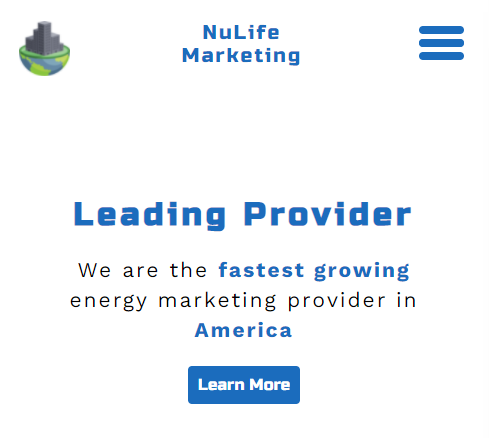 NuLife
Marketing
Leading Provider
We are the fastest growing
energy marketing provider in
America
Learn More